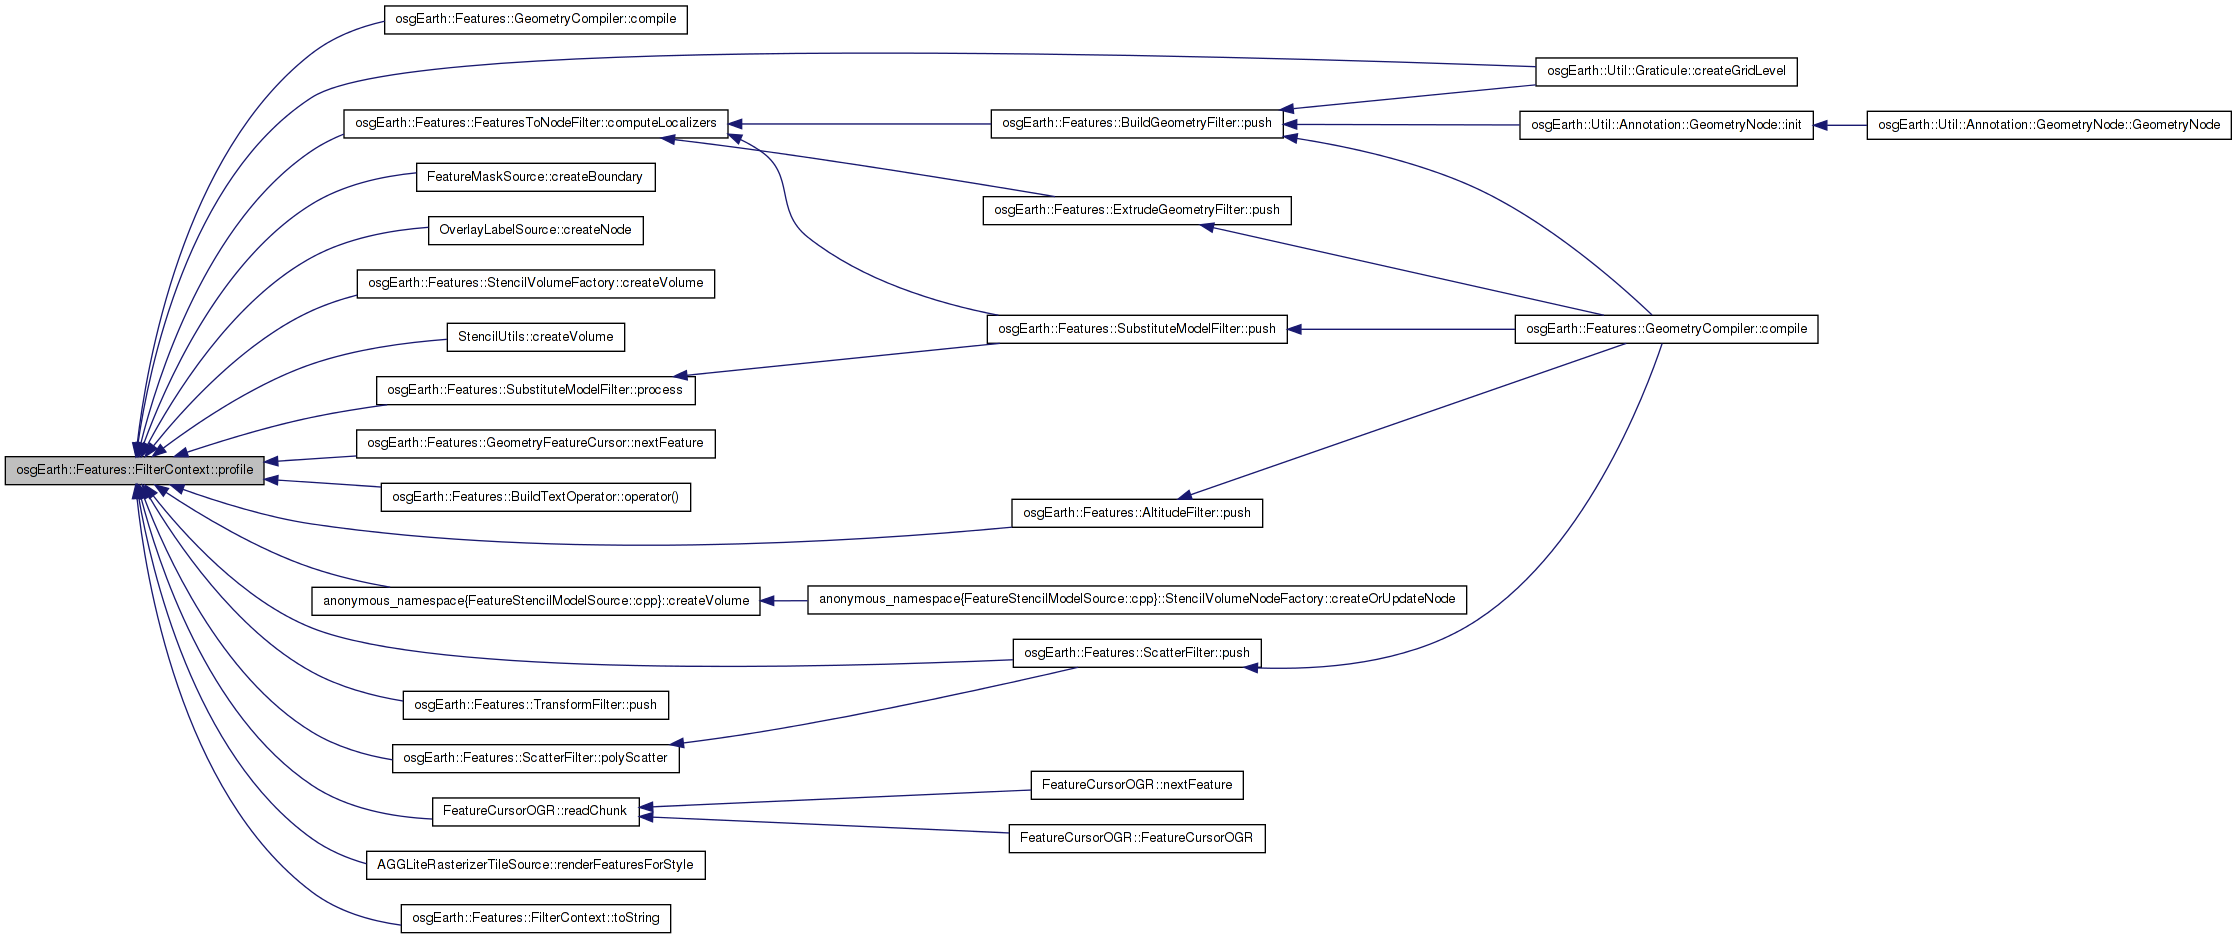 osgEarth::Features::GeometryCompiler::compile
osgEarth::Util::Graticule::createGridLevel
osgEarth::Features::FeaturesToNodeFilter::computeLocalizers
osgEarth::Features::BuildGeometryFilter::push
osgEarth::Util::Annotation::GeometryNode::init
osgEarth::Util::Annotation::GeometryNode::GeometryNode
FeatureMaskSource::createBoundary
osgEarth::Features::ExtrudeGeometryFilter::push
OverlayLabelSource::createNode
osgEarth::Features::StencilVolumeFactory::createVolume
StencilUtils::createVolume
osgEarth::Features::SubstituteModelFilter::push
osgEarth::Features::GeometryCompiler::compile
osgEarth::Features::SubstituteModelFilter::process
osgEarth::Features::GeometryFeatureCursor::nextFeature
osgEarth::Features::FilterContext::profile
osgEarth::Features::BuildTextOperator::operator()
osgEarth::Features::AltitudeFilter::push
anonymous_namespace{FeatureStencilModelSource::cpp}::createVolume
anonymous_namespace{FeatureStencilModelSource::cpp}::StencilVolumeNodeFactory::createOrUpdateNode
osgEarth::Features::ScatterFilter::push
osgEarth::Features::TransformFilter::push
osgEarth::Features::ScatterFilter::polyScatter
FeatureCursorOGR::nextFeature
FeatureCursorOGR::readChunk
FeatureCursorOGR::FeatureCursorOGR
AGGLiteRasterizerTileSource::renderFeaturesForStyle
osgEarth::Features::FilterContext::toString